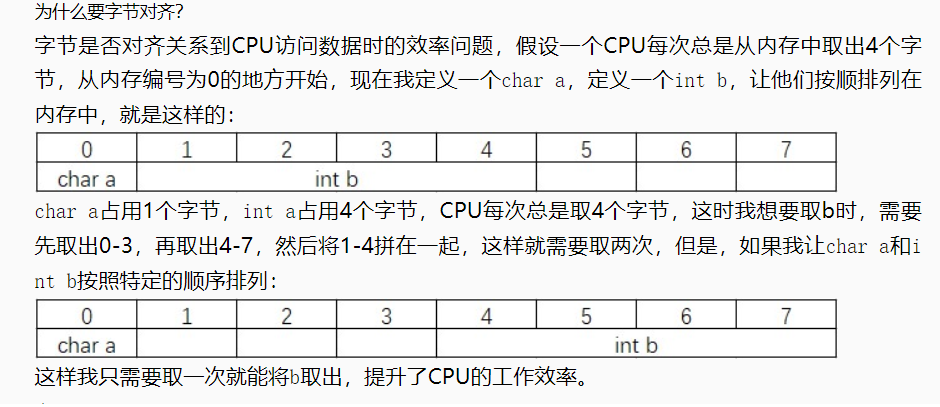 为什么要字节对齐？
字节是否对齐关系到CPU访问数据时的效率问题，假设一个CPU每次总是从内存中取出4个字
节，从内存编号为0的地方开始，现在我定义一个char a，定义一个int b，让他们按顺排列在
内存中，就是这样的：
0 1 2 3 4 5 6 7
char a int b
char a占用1个字节，int a占用4个字节，CPU每次总是取4个字节，这时我想要取b时，需要
先取出0-3，再取出4-7，然后将1-4拼在一起，这样就需要取两次，但是，如果我让char a和i
nt b按照特定的顺序排列：
0 1 2 3 4 5 6 7
char a int b
这样我只需要取一次就能将b取出，提升了CPU的工作效率。